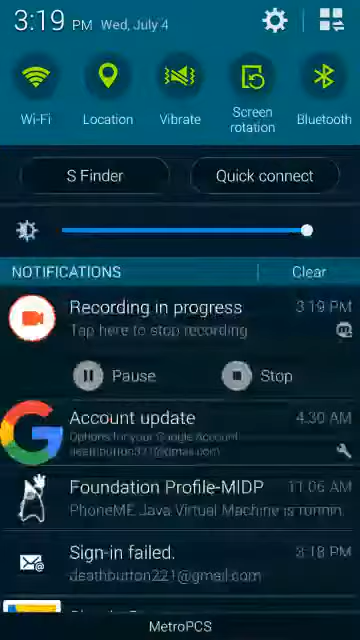 3:19 PM Wed, July 4
Wi-Fi Location Vibrate Screen rotation Bluetooth
S Finder Quick connect
NOTIFICATIONS Clear
Recording in progress 3:19 PM
Tap here to stop recording
Pause Stop
Account update 4:30 AM
Options for your Google Account
deathbutton321@gmail.com
Foundation Profile-MIDP 11:06 AM
PhoneME Java Virtual Machine is runnin
Sign-in failed. 3:18 PM
deathbutton221@gmail.com
MetroPCS